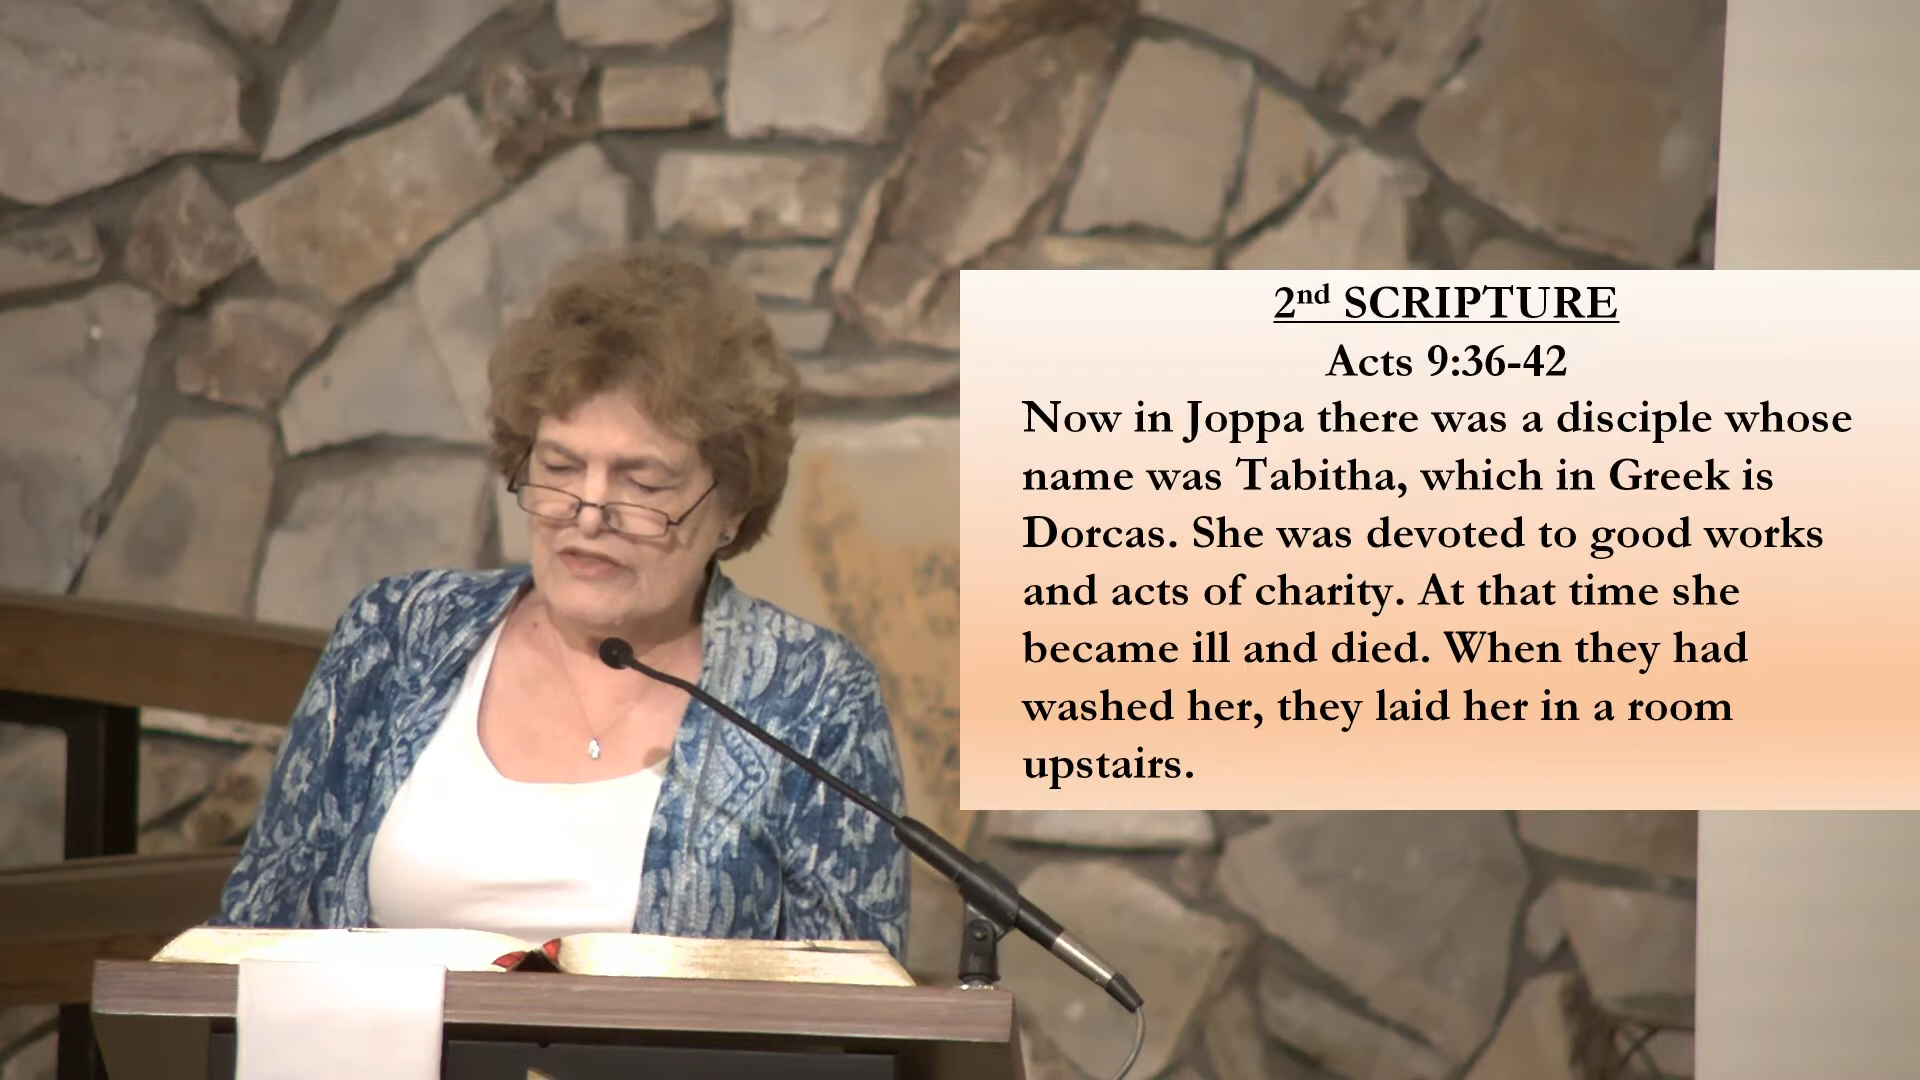 2nd SCRIPTURE
Acts 9:36-42
Now in Joppa there was a disciple whose
name was Tabitha, which in Greek is
Dorcas. She was devoted to good works
and acts of charity. At that time she
became ill and died. When they had
washed her, they laid her in a room
upstairs.